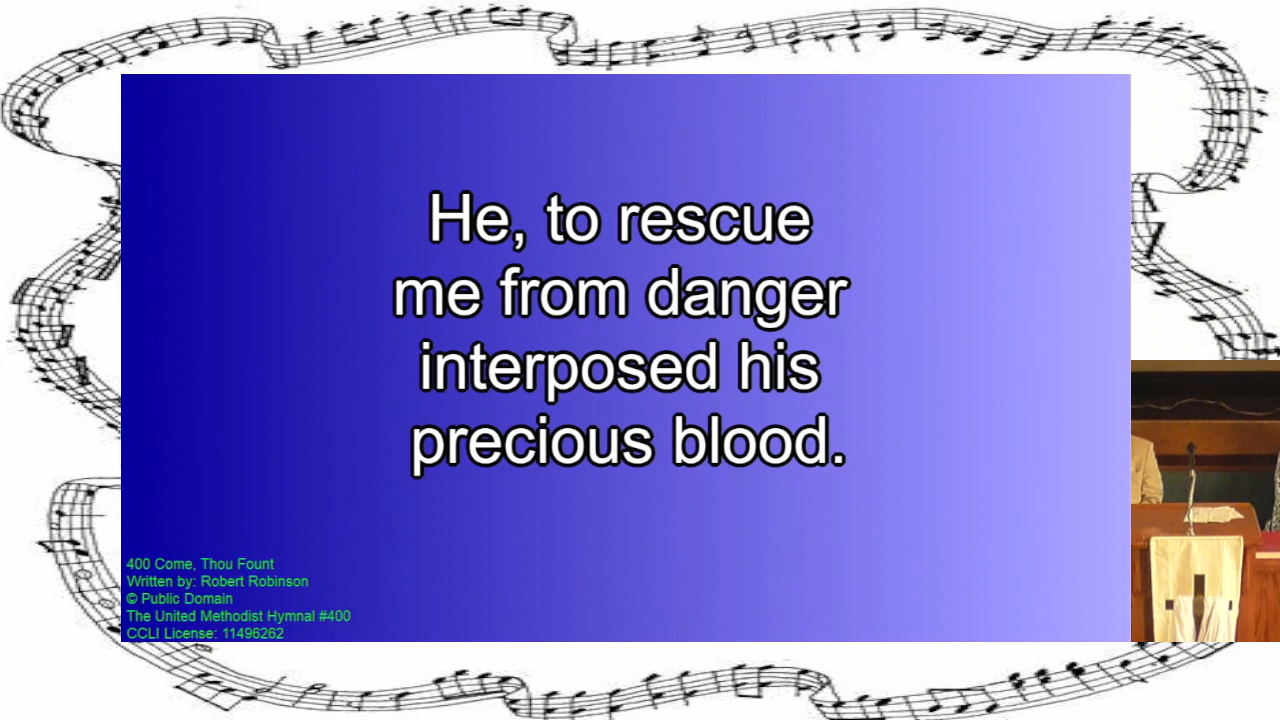 He, to rescue
me from danger
interposed his
precious blood.
400 Come, Thou Fount
Written by: Robert Robinson
© Public Domain
The United Methodist Hymnal #400
CCLI License: 11496262